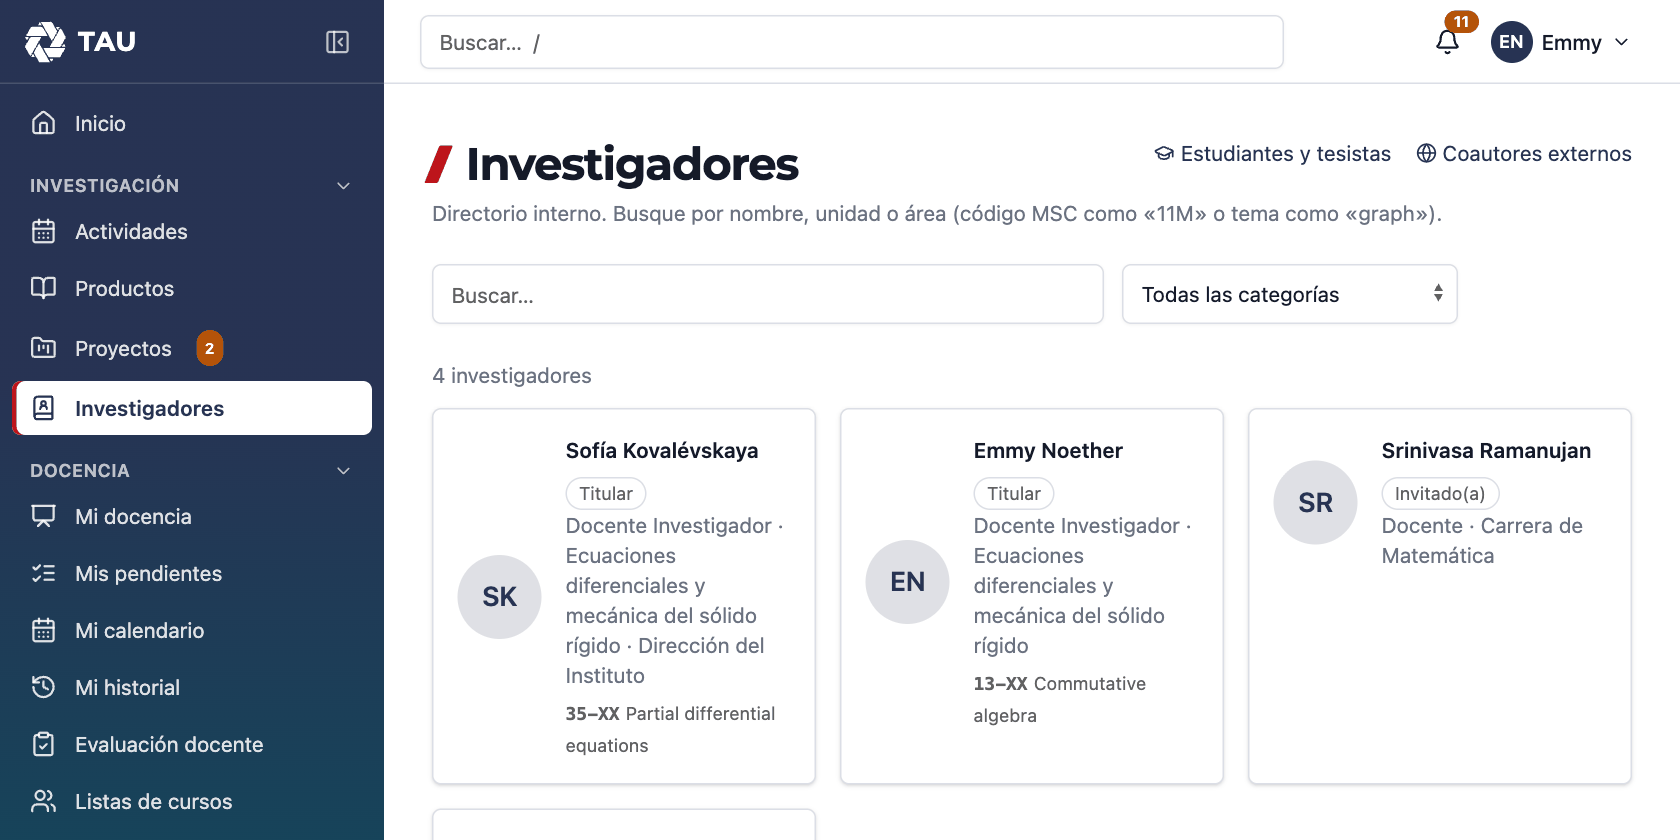 TAU
Buscar... /
11
EN
Emmy
Inicio
INVESTIGACIÓN
Actividades
Productos
Proyectos 2
Investigadores
DOCENCIA
Mi docencia
Mis pendientes
Mi calendario
Mi historial
Evaluación docente
Listas de cursos
Investigadores
Estudiantes y tesistas
Coautores externos
Directorio interno. Busque por nombre, unidad o área (código MSC como «11M» o tema como «graph»).
Buscar...
Todas las categorías
4 investigadores
SK
Sofía Kovalévskaya
Titular
Docente Investigador ·
Ecuaciones
diferenciales y
mecánica del sólido
rígido · Dirección del
Instituto
35–XX Partial differential
equations
EN
Emmy Noether
Titular
Docente Investigador ·
Ecuaciones
diferenciales y
mecánica del sólido
rígido
13–XX Commutative
algebra
SR
Srinivasa Ramanujan
Invitado(a)
Docente · Carrera de
Matemática